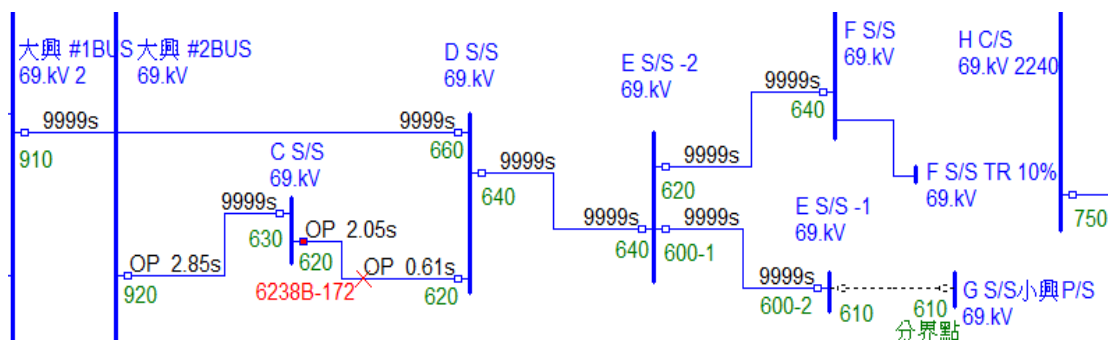 大興 #1BUS
69.kV 2
大興 #2BUS
69.kV
D S/S
69.kV
E S/S -2
69.kV
F S/S
69.kV
H C/S
69.kV 2240
9999s
910
9999s
660
C S/S
69.kV
9999s
630
OP 2.05s
620
OP 2.85s
920
6238B-172
OP 0.61s
620
9999s
640
9999s
640
9999s
620
9999s
600-1
9999s
640
F S/S TR 10%
69.kV
E S/S -1
69.kV
9999s
600-2
610
610
分界點
G S/S小興P/S
69.kV
750